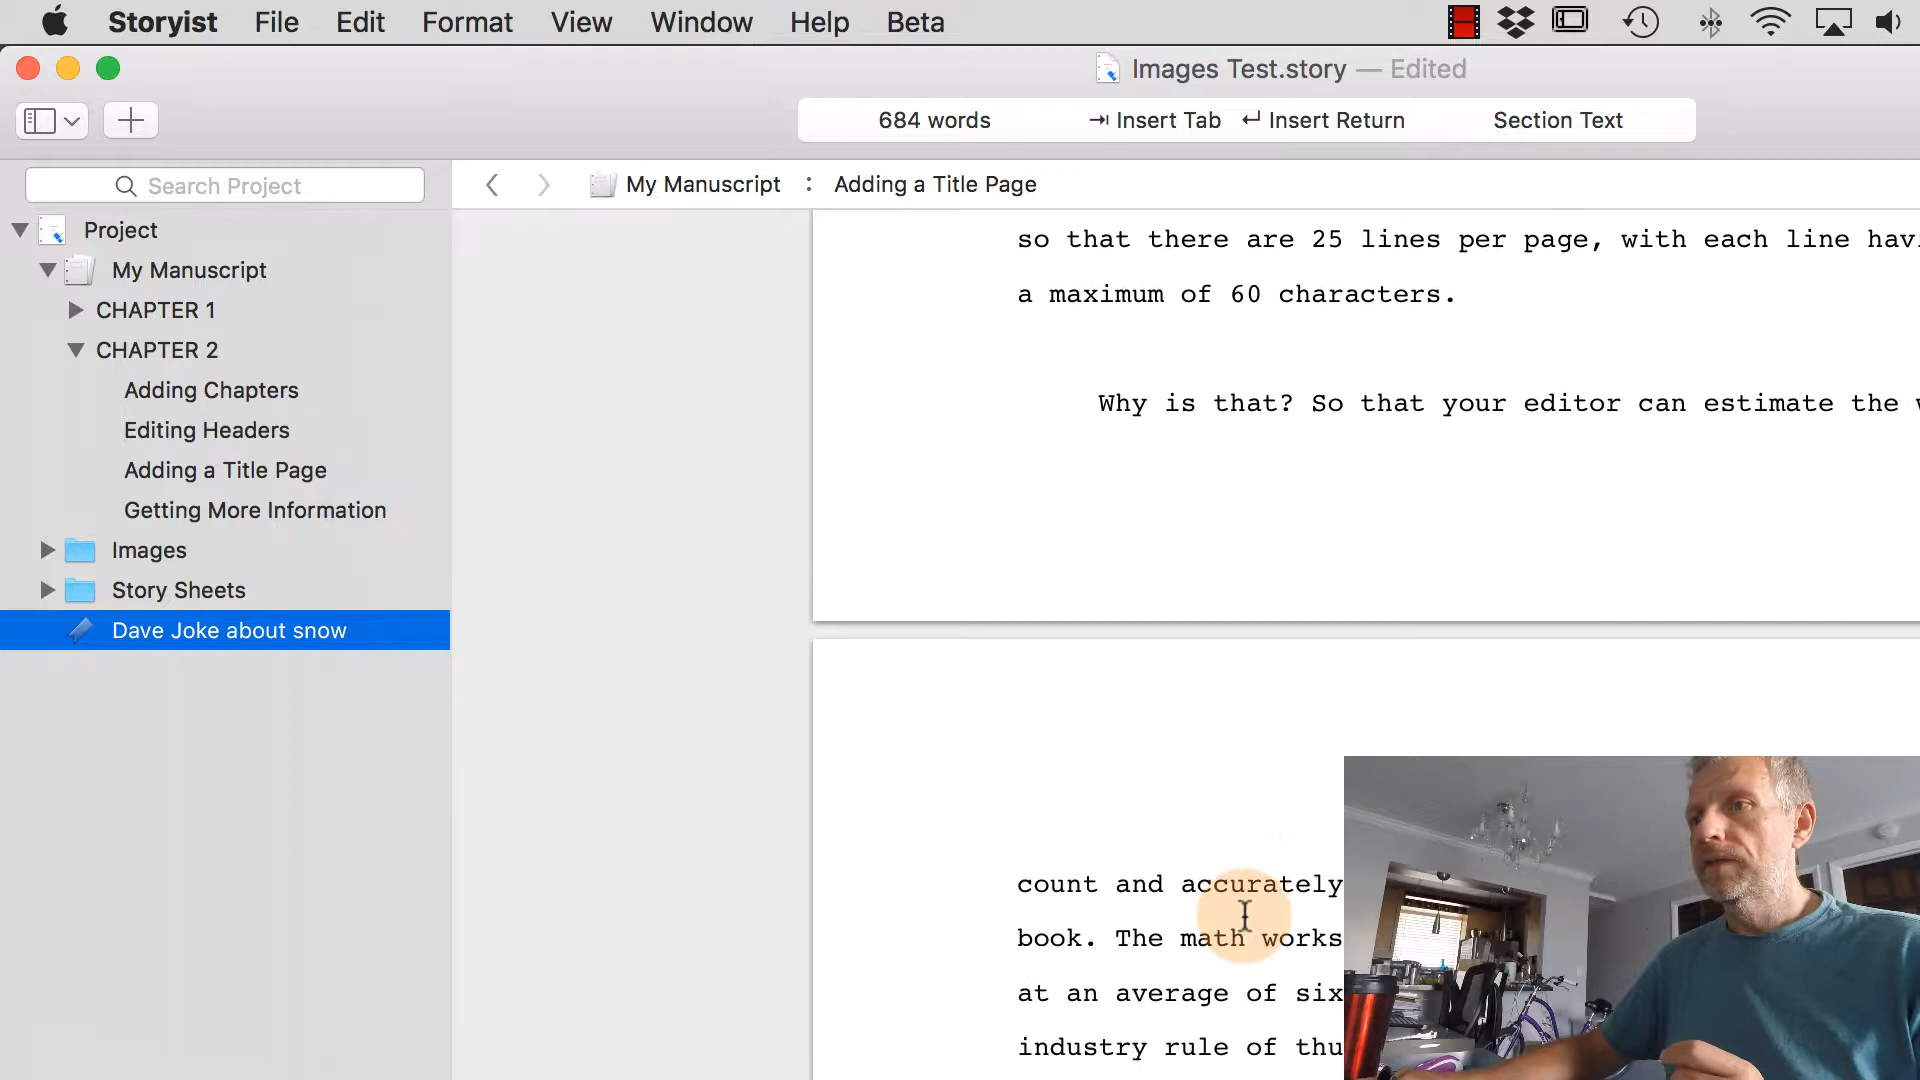 Storyist File Edit Format View Window Help Beta
Images Test.story — Edited
684 words Insert Tab Insert Return Section Text
Search Project
My Manuscript : Adding a Title Page
Project
My Manuscript
CHAPTER 1
CHAPTER 2
Adding Chapters
Editing Headers
Adding a Title Page
Getting More Information
Images
Story Sheets
Dave Joke about snow
so that there are 25 lines per page, with each line
a maximum of 60 characters.
Why is that? So that your editor can estimate the
count and accurately
book. The math works
at an average of six
industry rule of